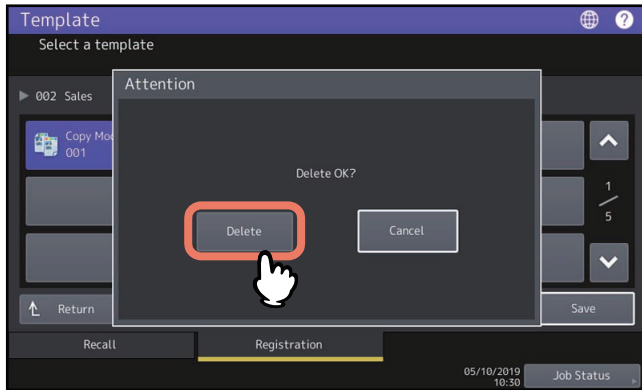 Template
?
Select a template
002 Sales
Attention
Copy Mo
001
Delete OK?
1
5
Delete
Cancel
Return
Save
Recall
Registration
05/10/2019
10:30
Job Status